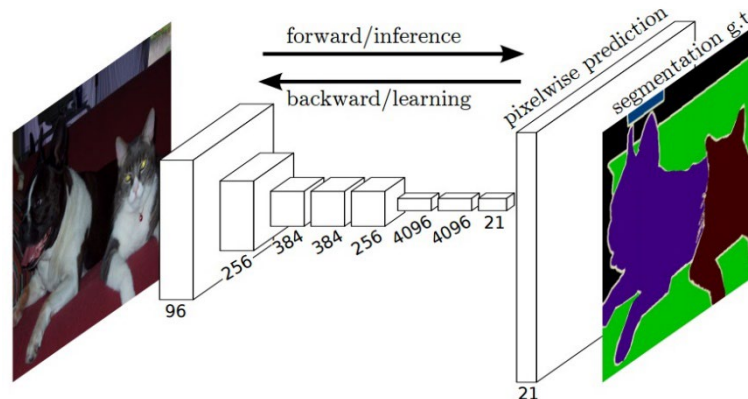 forward/inference
backward/learning
pixelwise prediction
segmentation g.t.
96
256
384
384
256
4096
4096
21
21